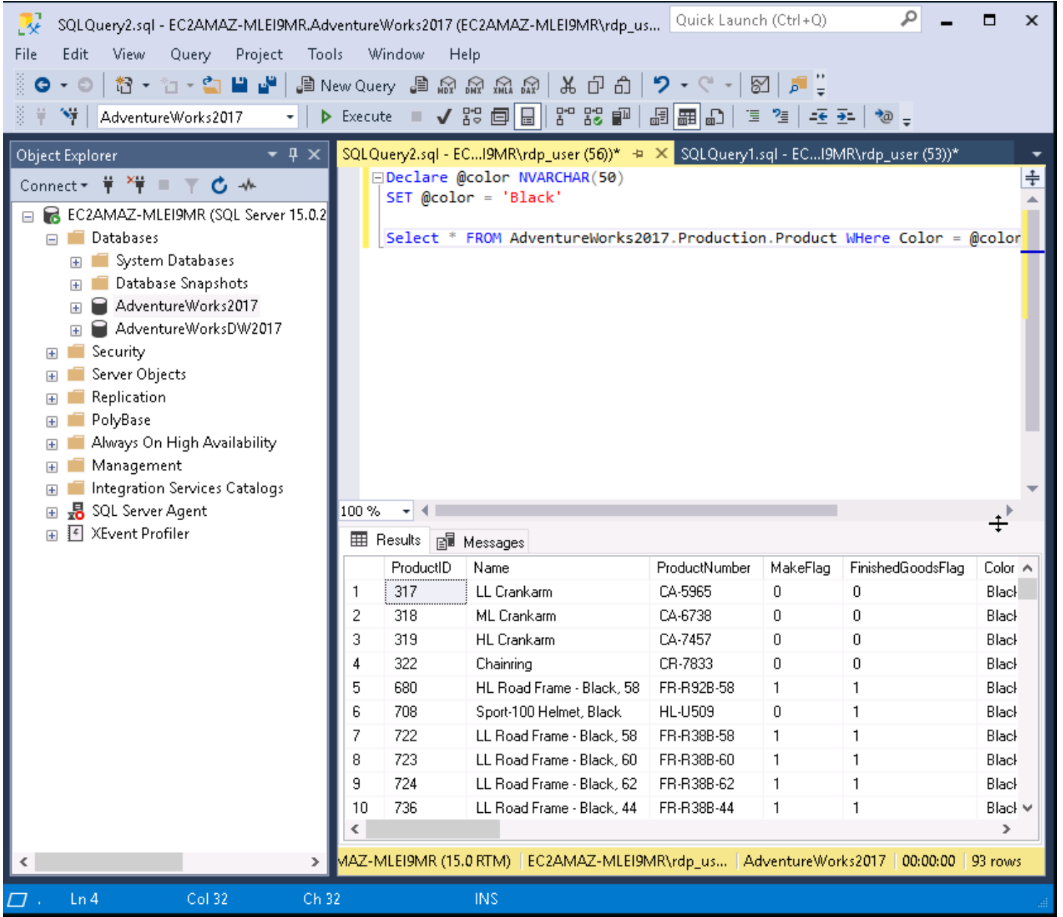 SQLQuery2.sql - EC2AMAZ-MLEI9MR.AdventureWorks2017 (EC2AMAZ-MLEI9MR\rdp_us... Quick Launch (Ctrl+Q)
File Edit View Query Project Tools Window Help
New Query MDX DMX XMLA DAX
AdventureWorks2017 Execute
Object Explorer
Connect
EC2AMAZ-MLEI9MR (SQL Server 15.0.2
Databases
System Databases
Database Snapshots
AdventureWorks2017
AdventureWorksDW2017
Security
Server Objects
Replication
PolyBase
Always On High Availability
Management
Integration Services Catalogs
SQL Server Agent
XEvent Profiler
SQLQuery2.sql - EC...I9MR\rdp_user (56))* SQLQuery1.sql - EC...I9MR\rdp_user (53))*
Declare @color NVARCHAR(50)
SET @color = 'Black'
Select * FROM AdventureWorks2017.Production.Product WHere Color = @color
100 %
Results Messages
ProductID Name ProductNumber MakeFlag FinishedGoodsFlag Color
1 317 LL Crankarm CA-5965 0 0 Black
2 318 ML Crankarm CA-6738 0 0 Black
3 319 HL Crankarm CA-7457 0 0 Black
4 322 Chainring CR-7833 0 0 Black
5 680 HL Road Frame - Black, 58 FR-R92B-58 1 1 Black
6 708 Sport-100 Helmet, Black HL-U509 0 1 Black
7 722 LL Road Frame - Black, 58 FR-R38B-58 1 1 Black
8 723 LL Road Frame - Black, 60 FR-R38B-60 1 1 Black
9 724 LL Road Frame - Black, 62 FR-R38B-62 1 1 Black
10 736 LL Road Frame - Black, 44 FR-R38B-44 1 1 Black
MAZ-MLEI9MR (15.0 RTM) EC2AMAZ-MLEI9MR\rdp_us... AdventureWorks2017 00:00:00 93 rows
Ln 4 Col 32 Ch 32 INS